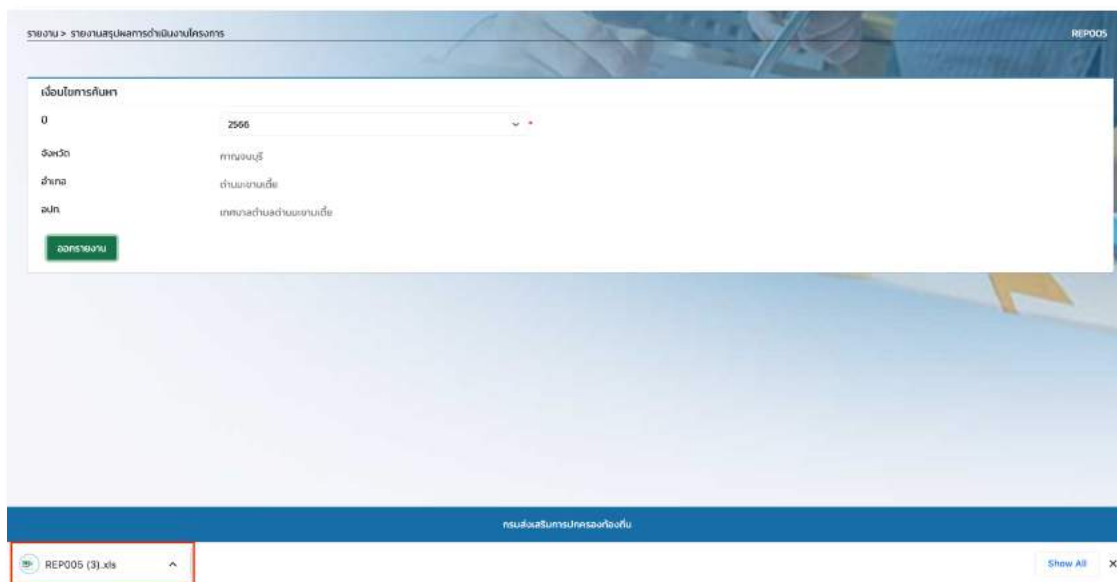 รายงาน > รายงานสรุปผลการดำเนินงานโครงการ REP005
เงื่อนไขการค้นหา
ปี 2566 *
จังหวัด กาญจนบุรี
อำเภอ ด่านมะขามเตี้ย
อปท. เทศบาลตำบลด่านมะขามเตี้ย
ออกรายงาน
กรมส่งเสริมการปกครองท้องถิ่น
REP005 (3).xls Show All